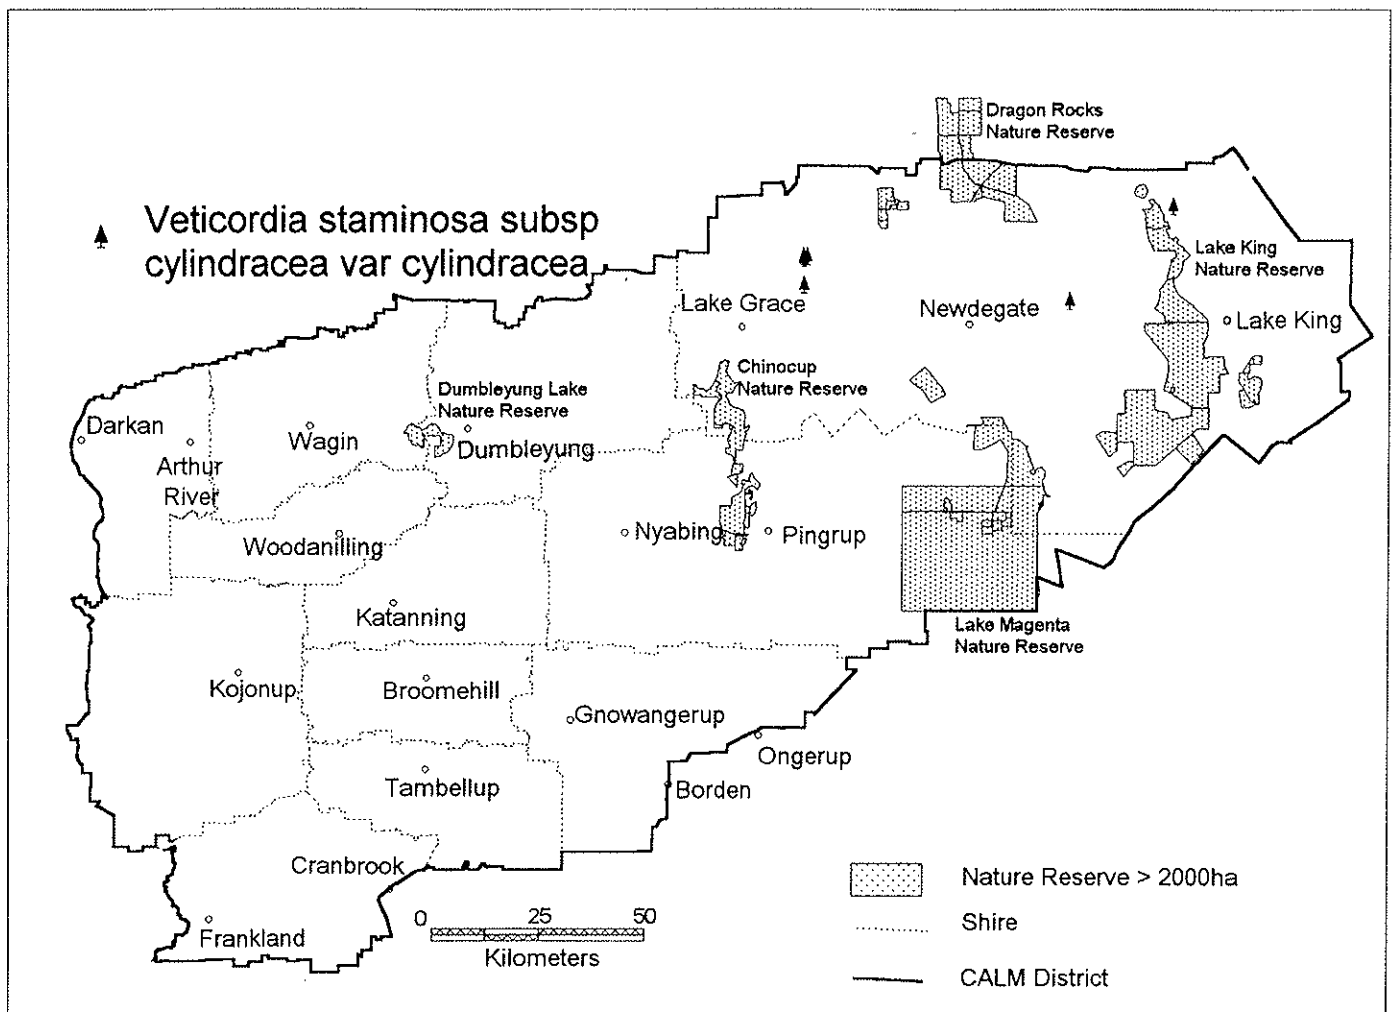 Dragon Rocks
Nature Reserve
Veticordia staminosa subsp
cylindracea var cylindracea
Lake King
Nature Reserve
Lake Grace
Newdegate
Lake King
Chinocup
Nature Reserve
Dumbleyung Lake
Nature Reserve
Darkan
Wagin
Dumbleyung
Arthur
River
Nyabing
Pingrup
Woodanilling
Katanning
Lake Magenta
Nature Reserve
Kojonup
Broomehill
Gnowangerup
Ongerup
Tambellup
Borden
Cranbrook
Nature Reserve > 2000ha
0 25 50
Shire
Frankland
Kilometers
CALM District